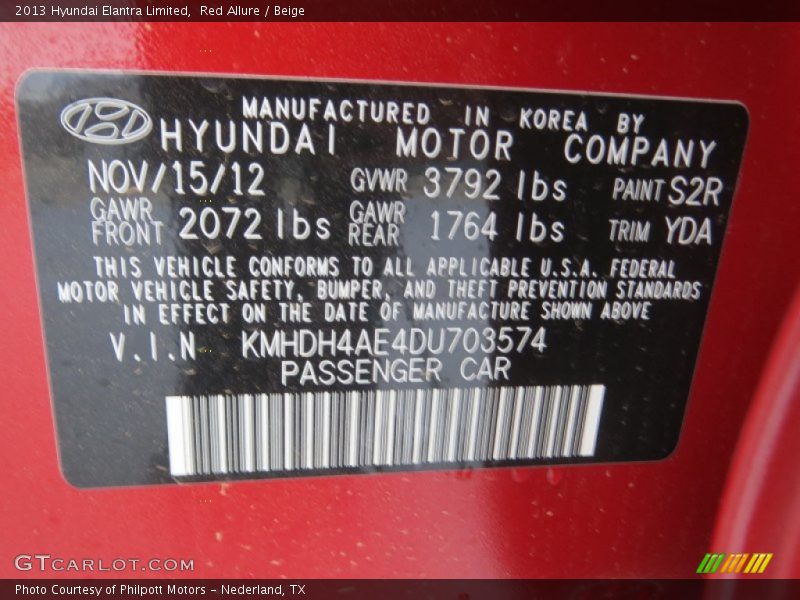 2013 Hyundai Elantra Limited, Red Allure / Beige
MANUFACTURED IN KOREA BY
HYUNDAI MOTOR COMPANY
NOV/15/12 GVWR 3792 lbs PAINT S2R
GAWR FRONT 2072 lbs GAWR REAR 1764 lbs TRIM YDA
THIS VEHICLE CONFORMS TO ALL APPLICABLE U.S.A. FEDERAL
MOTOR VEHICLE SAFETY, BUMPER, AND THEFT PREVENTION STANDARDS
IN EFFECT ON THE DATE OF MANUFACTURE SHOWN ABOVE
V.I.N KMHDH4AE4DU703574
PASSENGER CAR
GTCARLOT.COM
Photo Courtesy of Philpott Motors - Nederland, TX